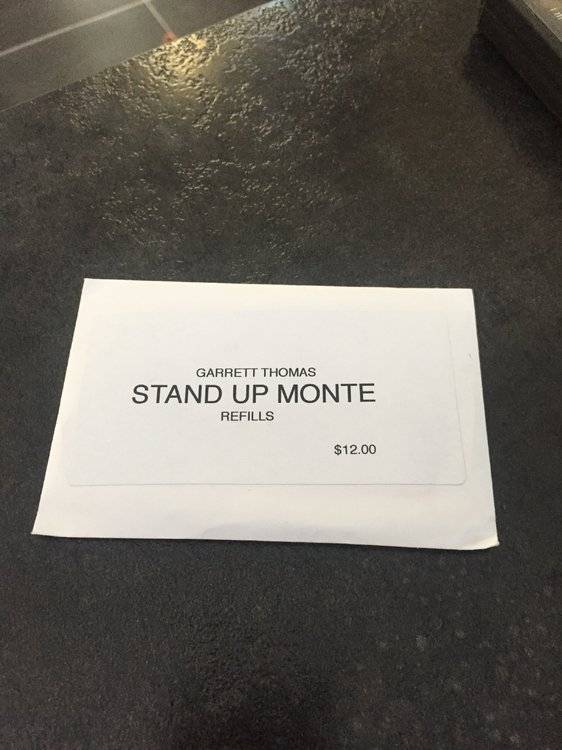 GARRETT THOMAS
STAND UP MONTE
REFILLS
$12.00